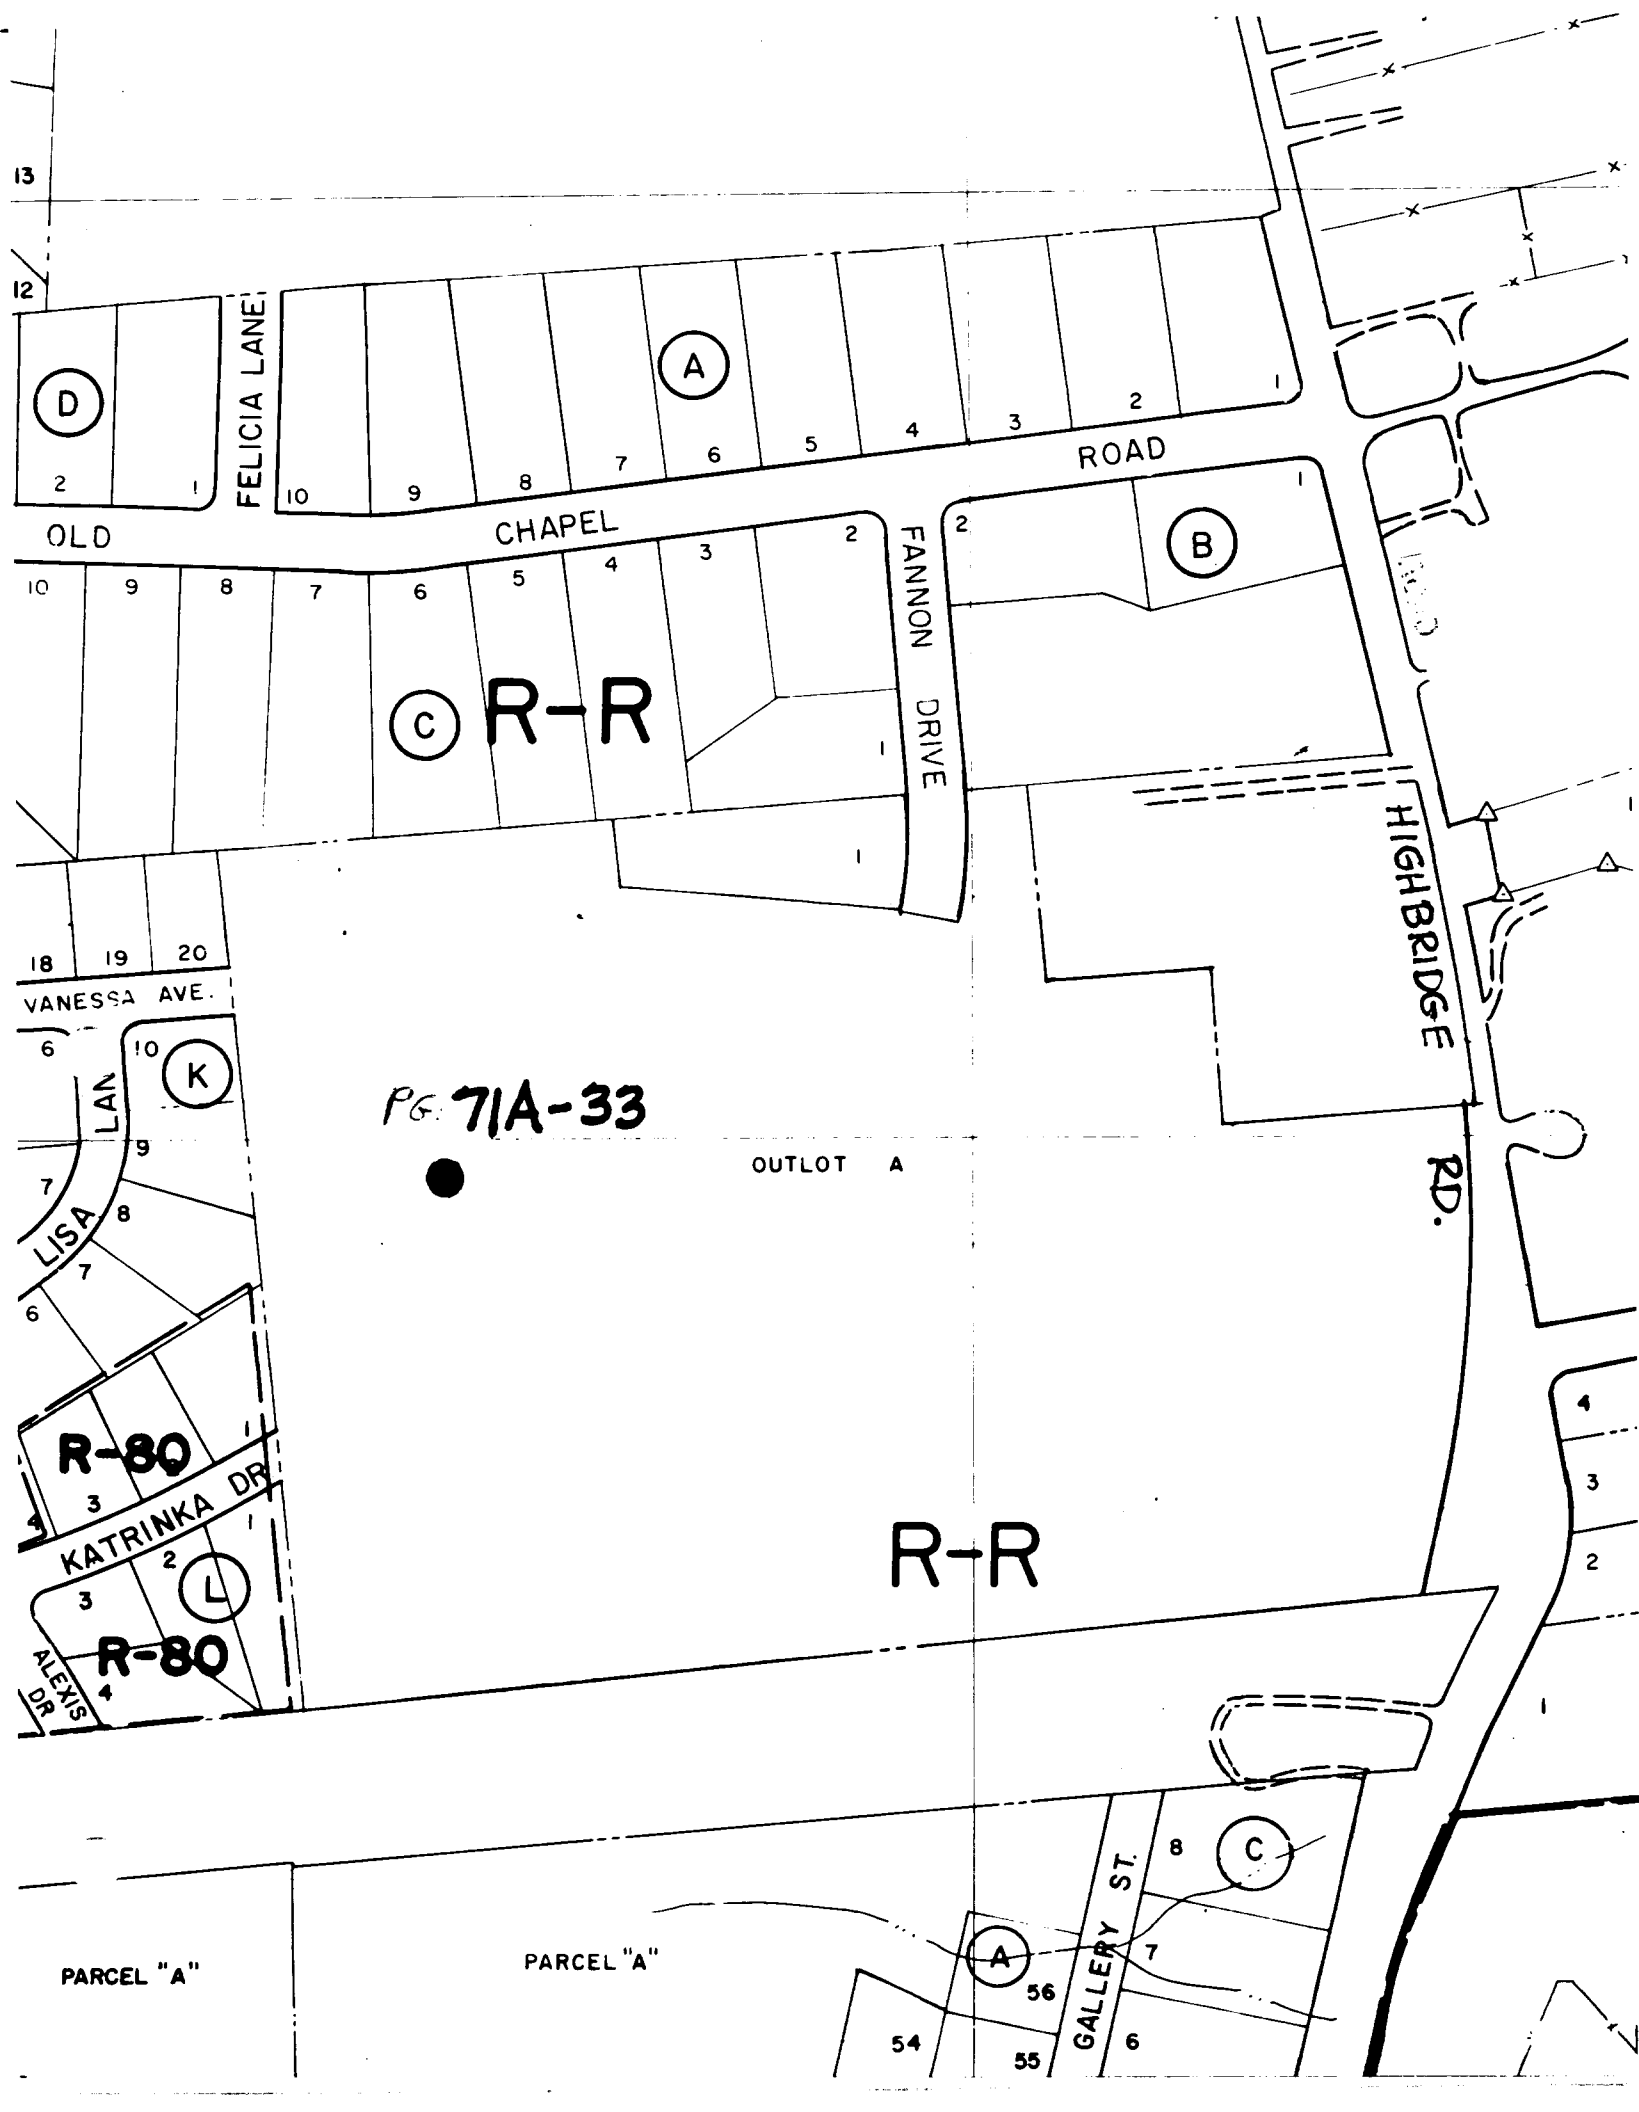 13
12
D
2
1
FELICIA LANE
10
9
8
7
A
6
5
4
3
2
1
OLD
CHAPEL
ROAD
10
9
8
7
6
5
4
3
2
FANNON DRIVE
2
1
B
C
R-R
1
1
HIGHBRIDGE
18
19
20
VANESSA AVE.
6
10
K
LAN
9
7
8
LISA
7
6
PG. 71A-33
OUTLOT A
RD.
R-80
1
3
4
KATRINKA DR
1
2
L
3
R-80
ALEXIS
DR
4
R-R
4
3
2
1
8
C
GALLERY ST.
7
A
56
54
55
6
PARCEL "A"
PARCEL "A"